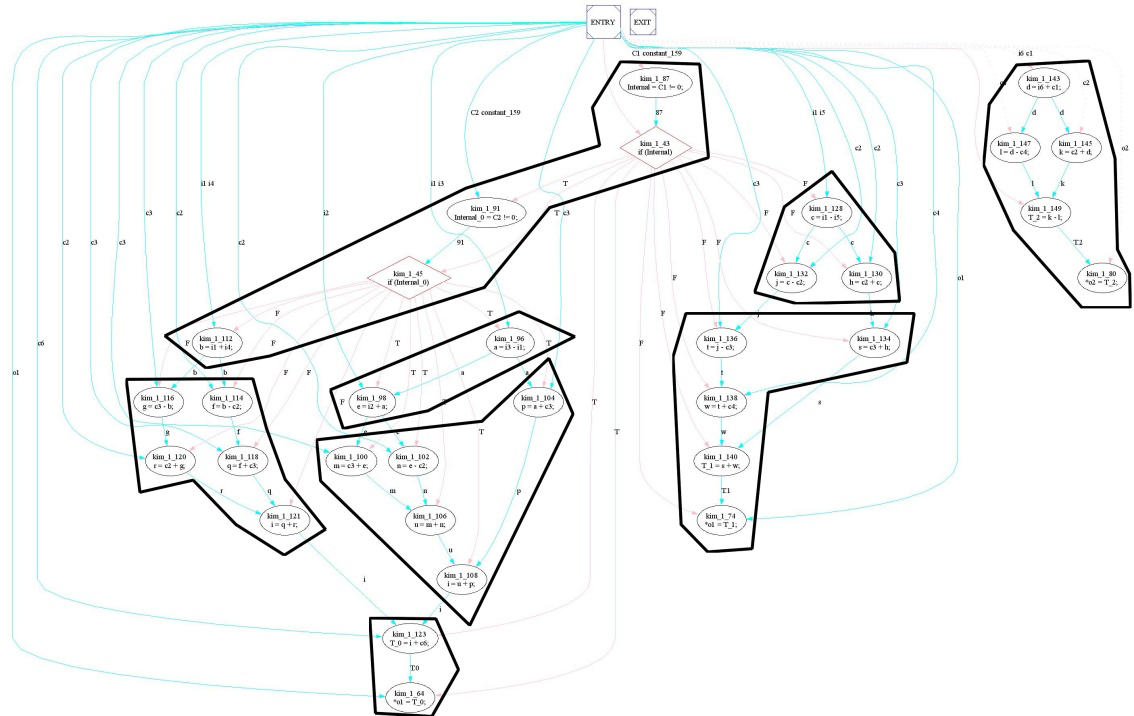 ENTRY
EXIT
C1 constant_159
i6 c1
kim_1_87
Internal = C1 != 0;
87
kim_1_43
if (Internal)
C2 constant_159
T
kim_1_91
Internal_0 = C2 != 0;
91
kim_1_45
if (Internal_0)
i1 i4
i1 i3
i2
c3
c2
c2
c3
c3
c2
c6
o1
T
c3
c3
i1 i5
c2
c2
c3
c4
o1
F
F
F
F
F
F
F
kim_1_128
c = i1 - i5;
c
c
kim_1_132
j = c - c2;
kim_1_130
h = c2 + c;
j
h
kim_1_143
d = i6 + c1;
c2
o2
d
d
kim_1_147
l = d - c4;
kim_1_145
k = c2 + d;
l
k
kim_1_149
T_2 = k - l;
T2
kim_1_80
*o2 = T_2;
F
T
kim_1_112
b = i1 + i4;
F
F
F
F
F
T
T
T
T
T
T
T
T
kim_1_96
a = i3 - i1;
a
a
b
b
kim_1_116
g = c3 - b;
kim_1_114
f = b - c2;
g
f
kim_1_120
r = c2 + g;
kim_1_118
q = f + c3;
r
q
kim_1_121
i = q + r;
i
kim_1_98
e = i2 + a;
kim_1_104
p = a + c3;
e
e
kim_1_100
m = c3 + e;
kim_1_102
n = e - c2;
m
n
kim_1_106
u = m + n;
u
p
kim_1_108
i = u + p;
i
kim_1_136
t = j - c3;
kim_1_134
s = c3 + h;
t
s
kim_1_138
w = t + c4;
w
kim_1_140
T_1 = s + w;
T1
kim_1_74
*o1 = T_1;
kim_1_123
T_0 = i + c6;
T0
kim_1_64
*o1 = T_0;